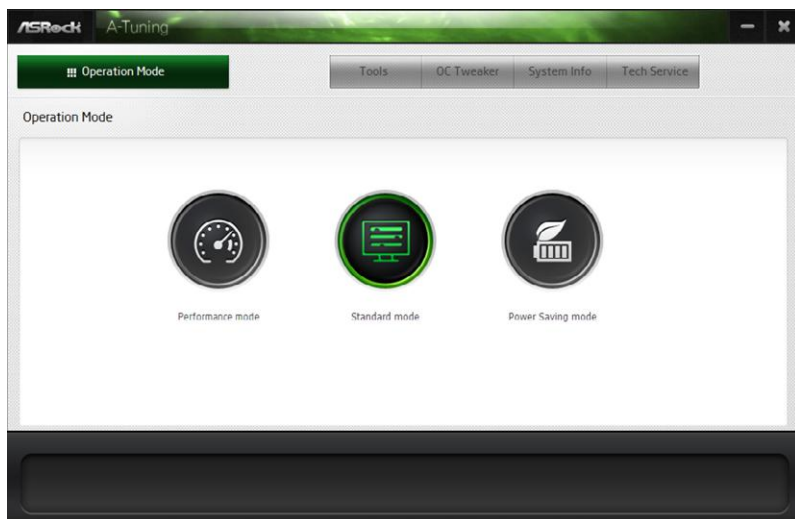 ASRock A-Tuning
Operation Mode Tools OC Tweaker System Info Tech Service
Operation Mode
Performance mode Standard mode Power Saving mode